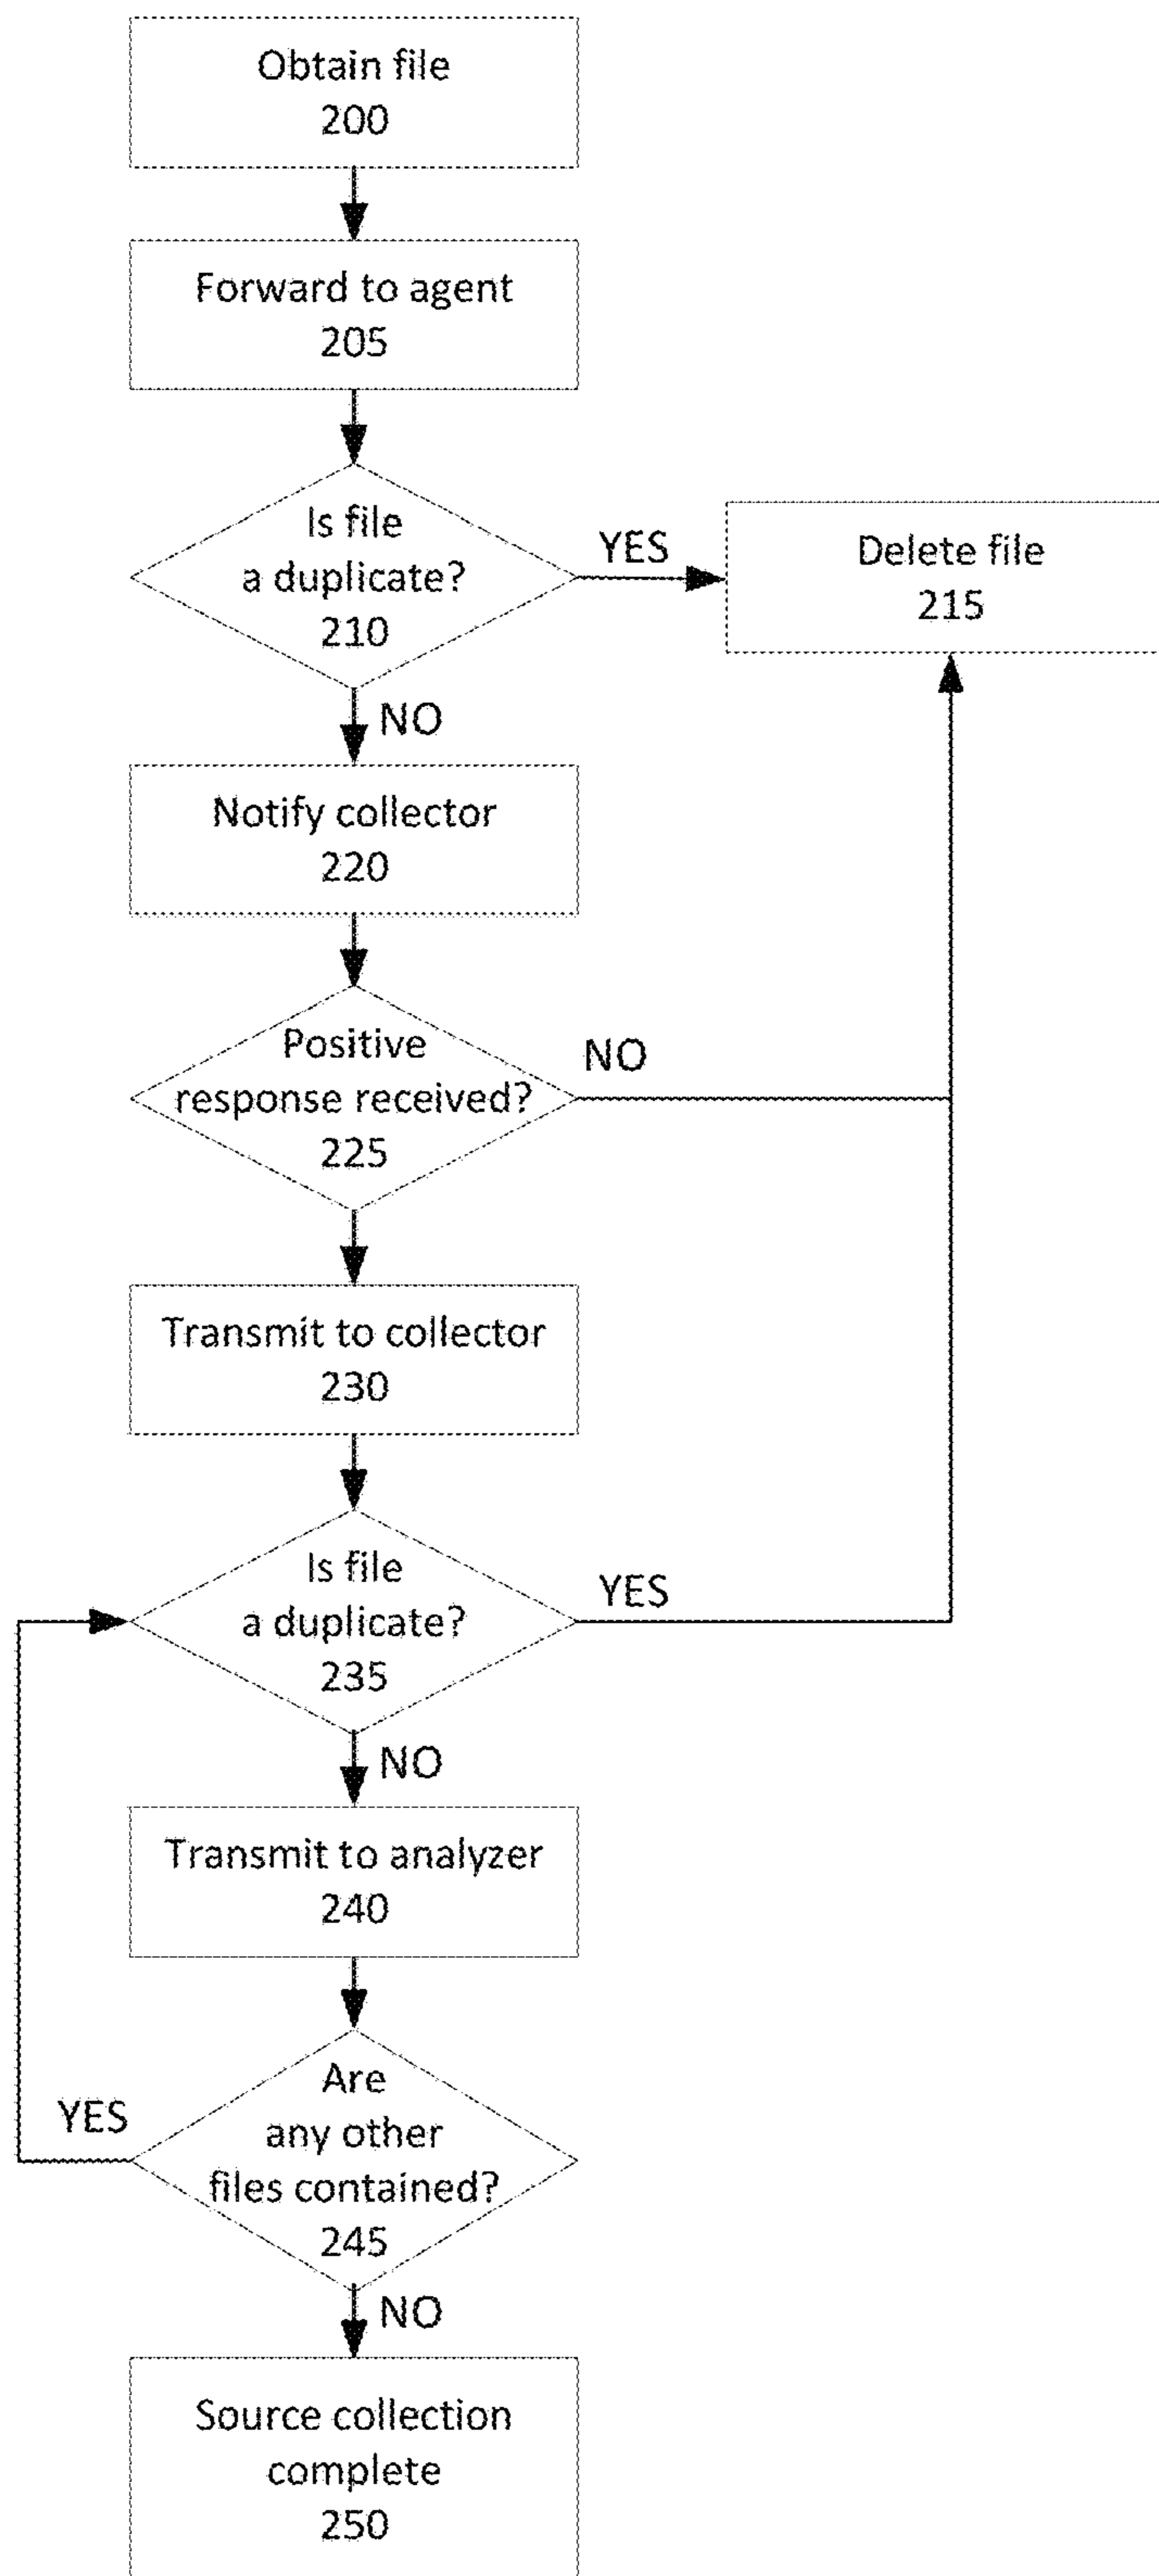 Obtain file
200
Forward to agent
205
Is file
a duplicate?
210
YES
Delete file
215
NO
Notify collector
220
Positive
response received?
225
NO
Transmit to collector
230
Is file
a duplicate?
235
YES
NO
Transmit to analyzer
240
Are
any other
files contained?
245
YES
NO
Source collection
complete
250